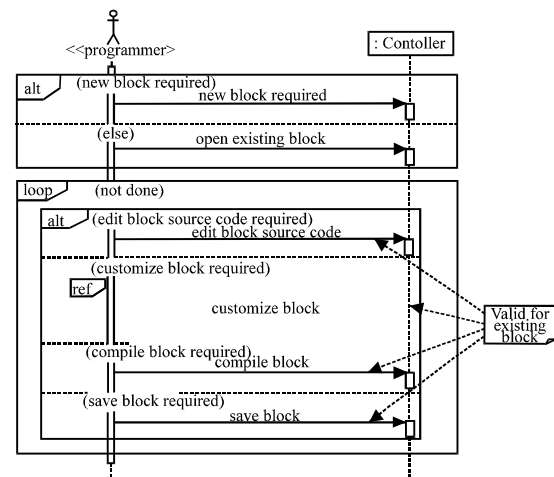 <<programmer>>
: Contoller
alt
(new block required)
new block required
(else)
open existing block
loop
(not done)
alt
(edit block source code required)
edit block source code
(customize block required)
ref
customize block
Valid for
existing
block
(compile block required)
compile block
(save block required)
save block